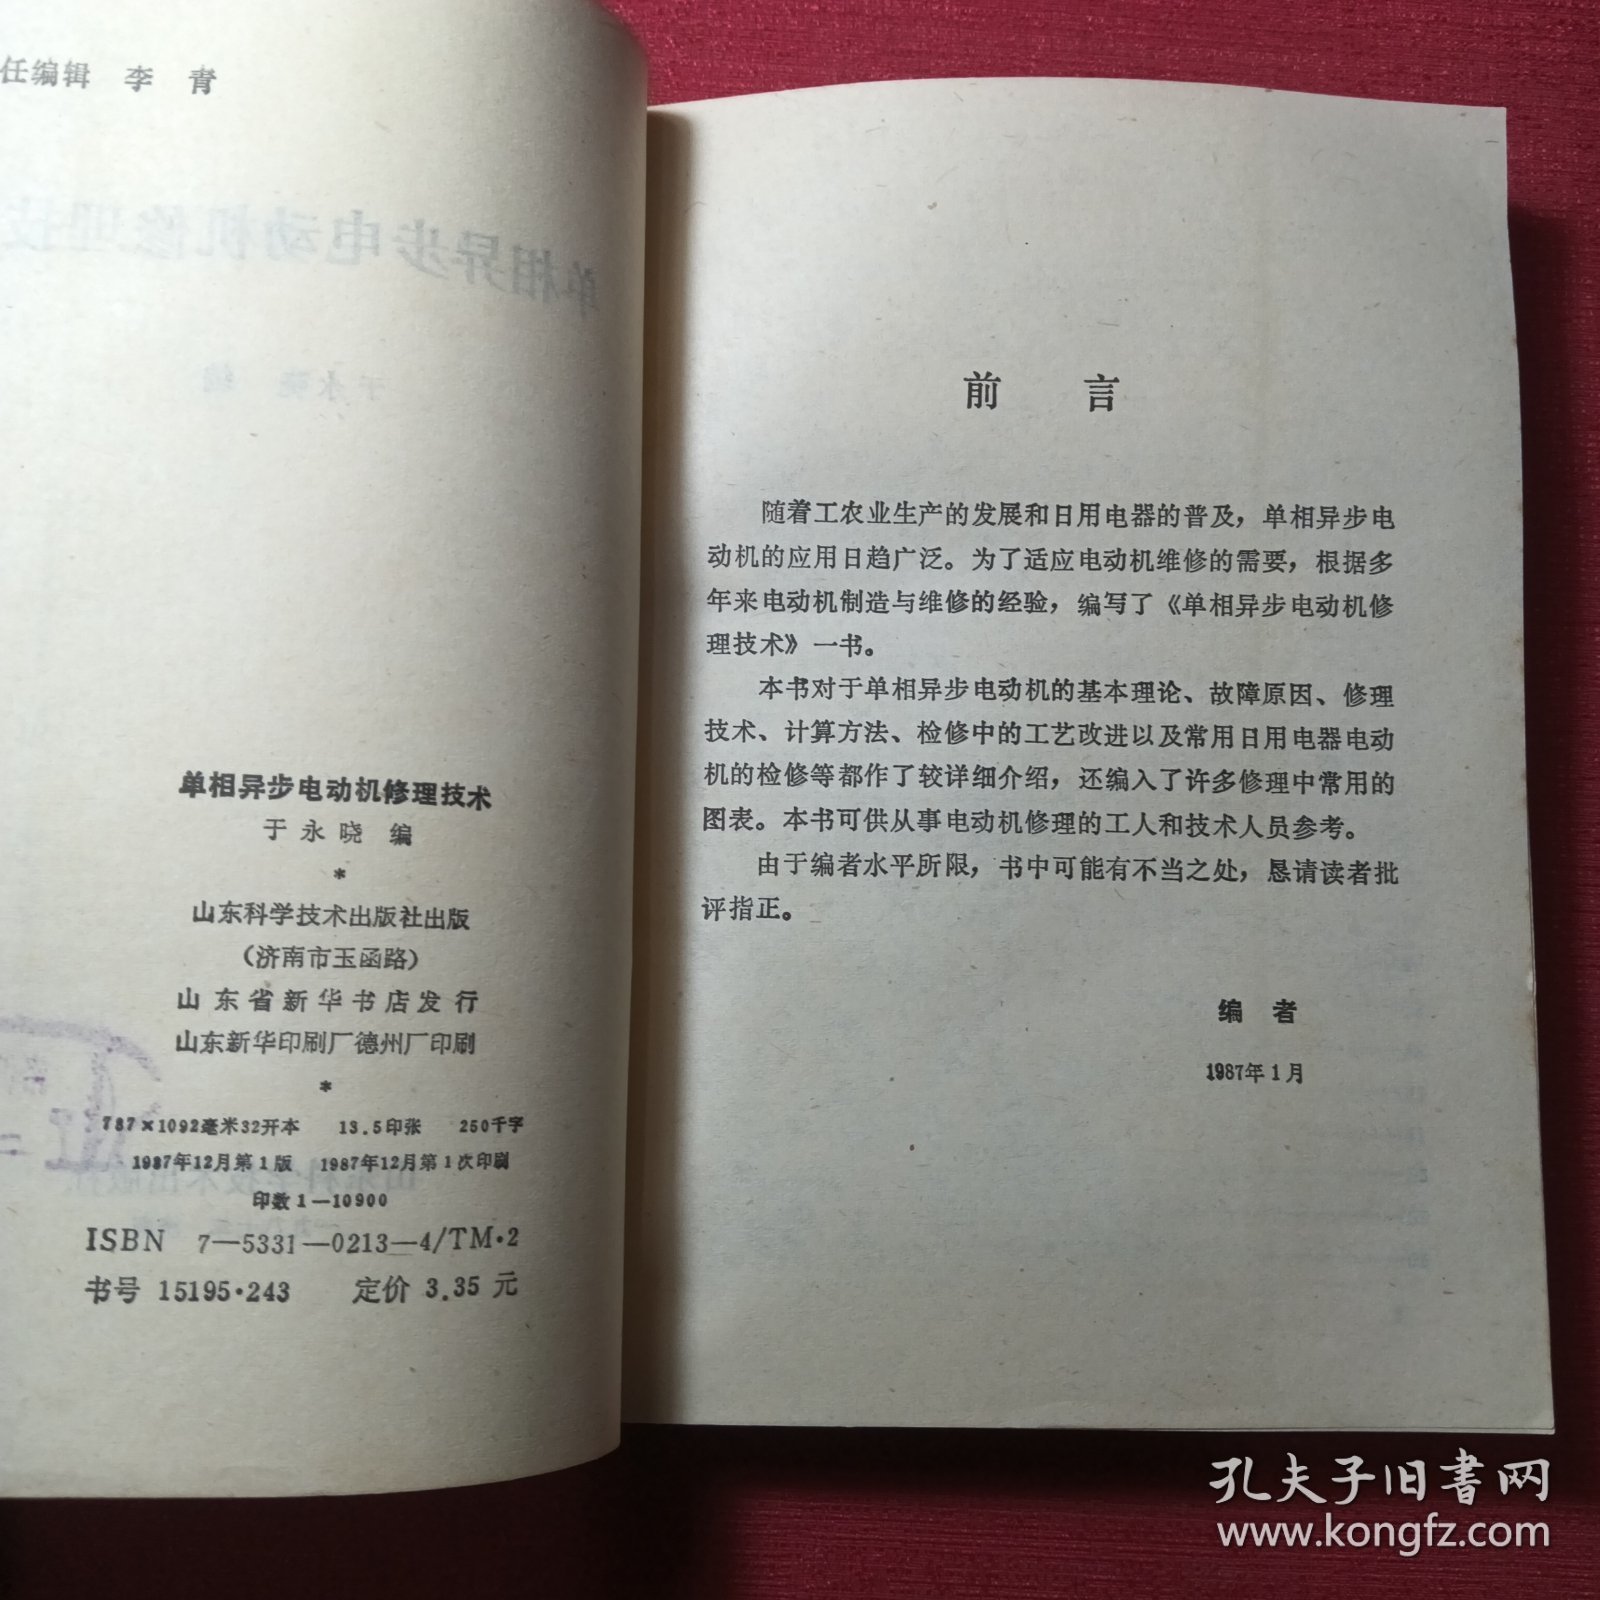 任编辑 李 青
单相异步电动机修理技术
于永晓 编
*
山东科学技术出版社出版
(济南市玉函路)
山东省新华书店发行
山东新华印刷厂德州厂印刷
*
787×1092毫米32开本 13.5印张 250千字
1987年12月第1版 1987年12月第1次印刷
印数1—10900
ISBN 7—5331—0213—4/TM·2
书号 15195·243 定价 3.35 元
前 言
随着工农业生产的发展和日用电器的普及，单相异步电
动机的应用日趋广泛。为了适应电动机维修的需要，根据多
年来电动机制造与维修的经验，编写了《单相异步电动机修
理技术》一书。
本书对于单相异步电动机的基本理论、故障原因、修理
技术、计算方法、检修中的工艺改进以及常用日用电器电动
机的检修等都作了较详细介绍，还编入了许多修理中常用的
图表。本书可供从事电动机修理的工人和技术人员参考。
由于编者水平所限，书中可能有不当之处，恳请读者批
评指正。
编 者
1987年1月
孔夫子旧书网
www.kongfz.com